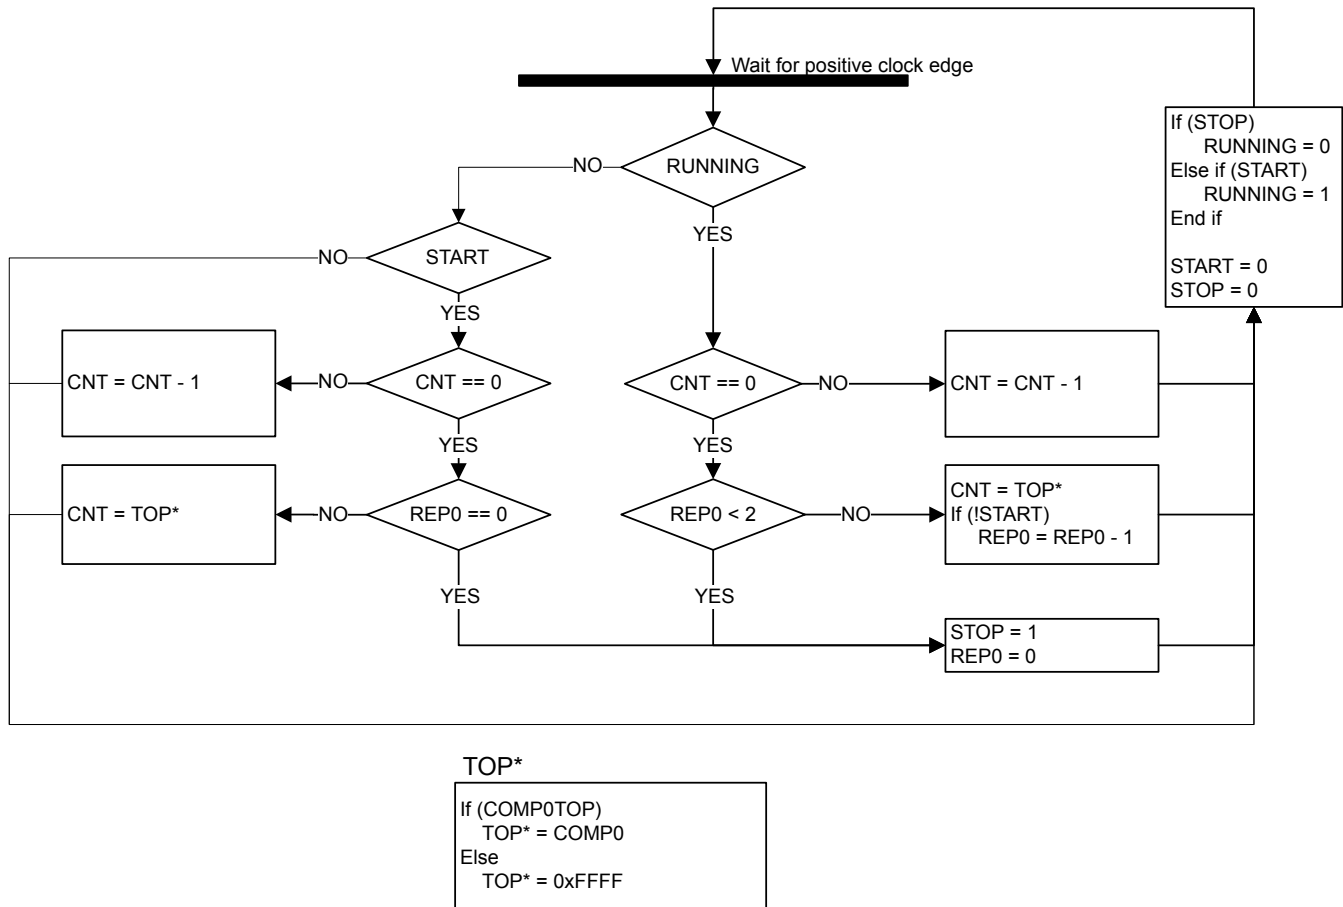 Wait for positive clock edge
If (STOP)
RUNNING = 0
Else if (START)
RUNNING = 1
End if
START = 0
STOP = 0
NO
RUNNING
YES
NO
START
YES
CNT = CNT - 1
NO
CNT == 0
CNT == 0
NO
CNT = CNT - 1
YES
YES
CNT = TOP*
NO
REP0 == 0
REP0 < 2
NO
CNT = TOP*
If (!START)
REP0 = REP0 - 1
YES
YES
STOP = 1
REP0 = 0
TOP*
If (COMP0TOP)
TOP* = COMP0
Else
TOP* = 0xFFFF